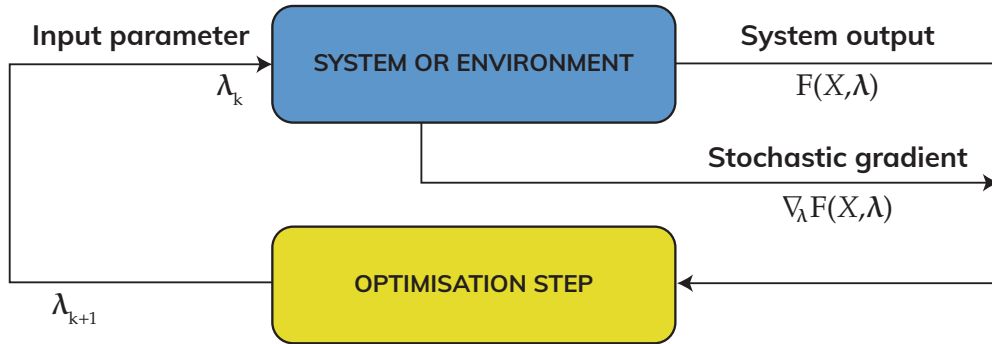 Input parameter
SYSTEM OR ENVIRONMENT
System output
λₖ
F(X,λ)
Stochastic gradient
∇λF(X,λ)
OPTIMISATION STEP
λₖ₊₁